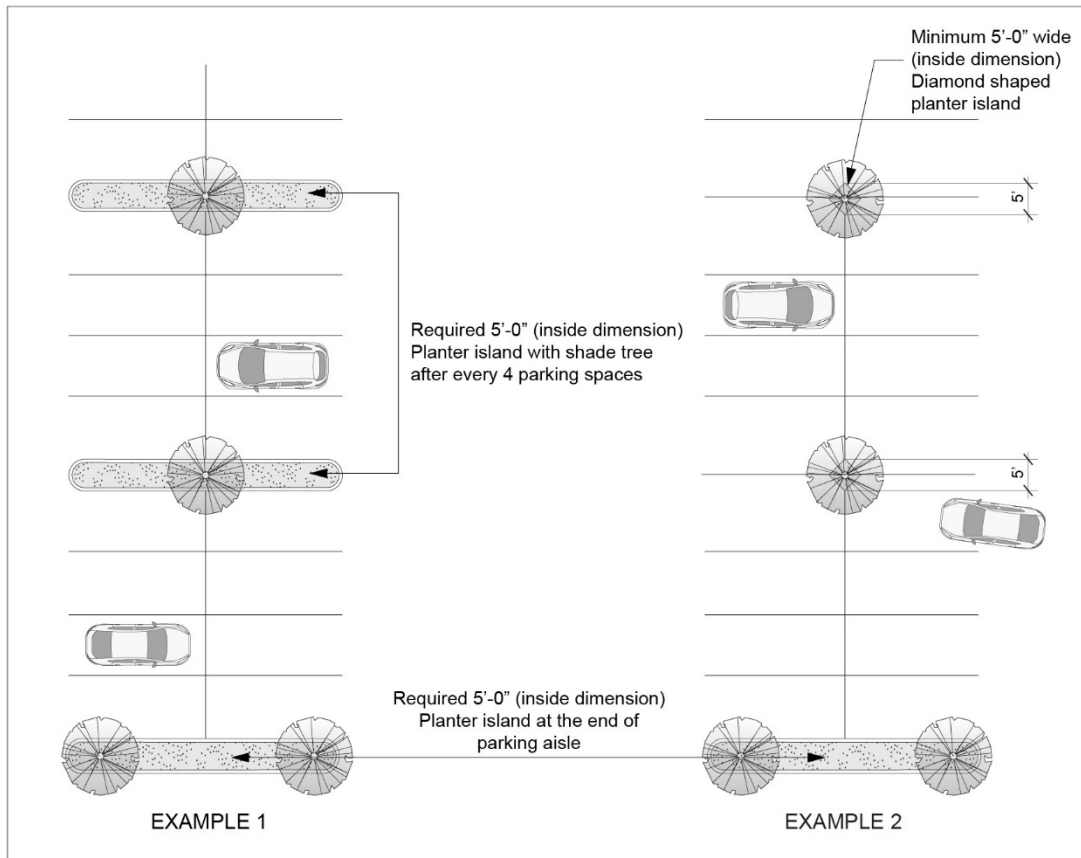 Minimum 5'-0" wide
(inside dimension)
Diamond shaped
planter island
5'
Required 5'-0" (inside dimension)
Planter island with shade tree
after every 4 parking spaces
5'
Required 5'-0" (inside dimension)
Planter island at the end of
parking aisle
EXAMPLE 1
EXAMPLE 2